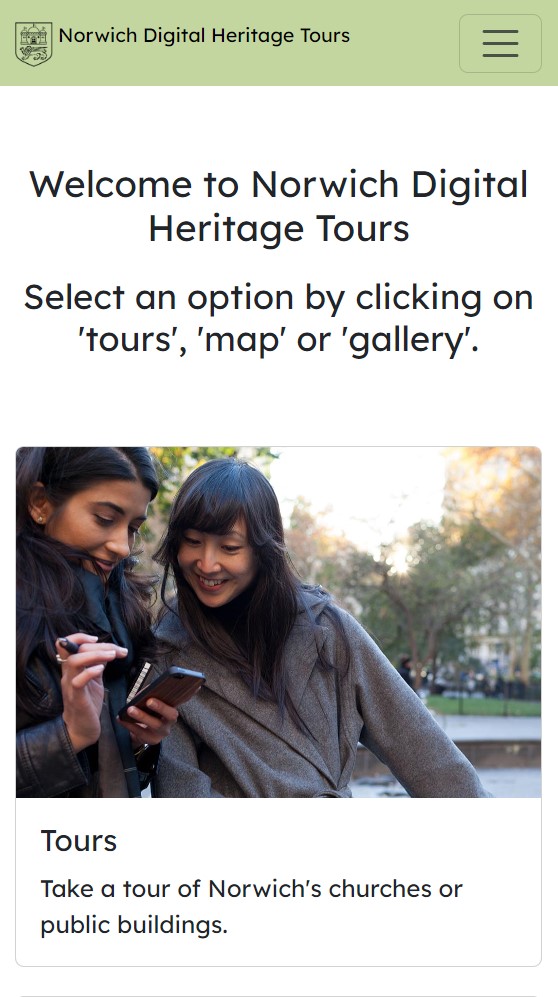 Norwich Digital Heritage Tours
Welcome to Norwich Digital
Heritage Tours
Select an option by clicking on
'tours', 'map' or 'gallery'.
Tours
Take a tour of Norwich's churches or
public buildings.